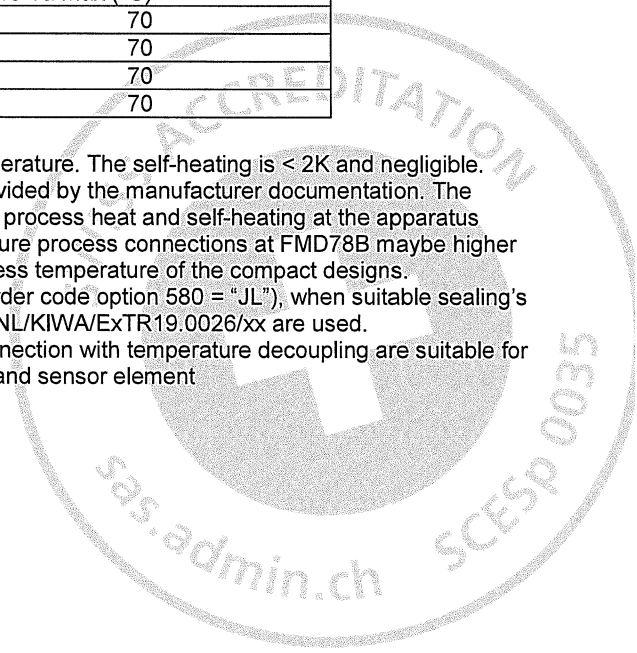 70
70
70
70
erature. The self-heating is < 2K and negligible.
vided by the manufacturer documentation. The
process heat and self-heating at the apparatus
ure process connections at FMD78B maybe higher
ess temperature of the compact designs.
der code option 580 = "JL"), when suitable sealing's
NL/KIWA/ExTR19.0026/xx are used.
nection with temperature decoupling are suitable for
and sensor element
SWISS ACCREDITATION
sas.admin.ch SCESp 0035